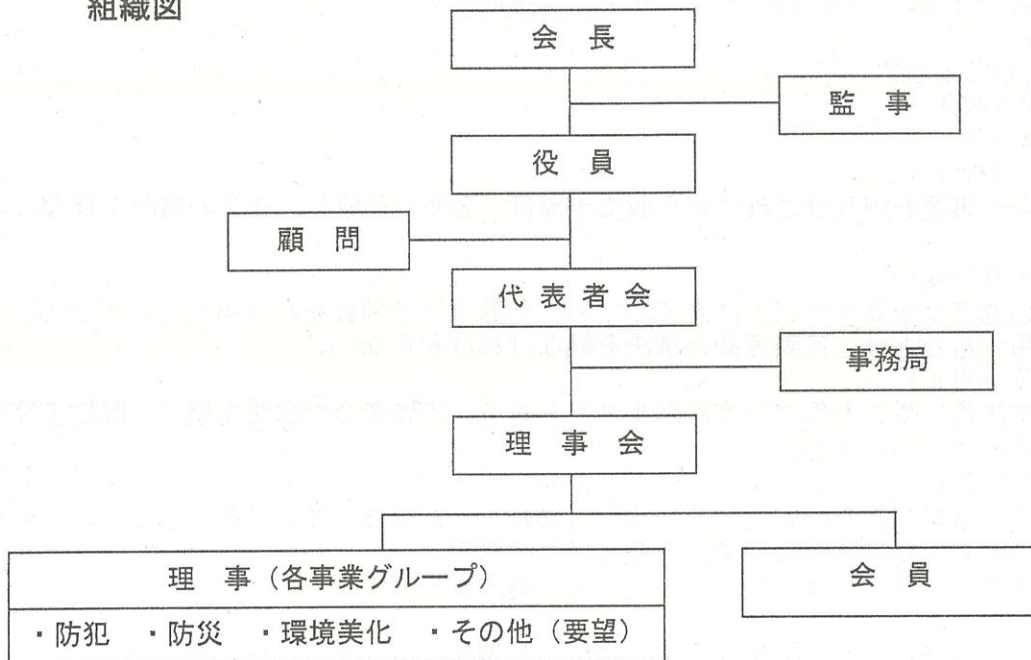 組織図
会 長
監 事
役 員
顧 問
代 表 者 会
事務局
理 事 会
理 事（各事業グループ）
会 員
・防犯 ・防災 ・環境美化 ・その他（要望）